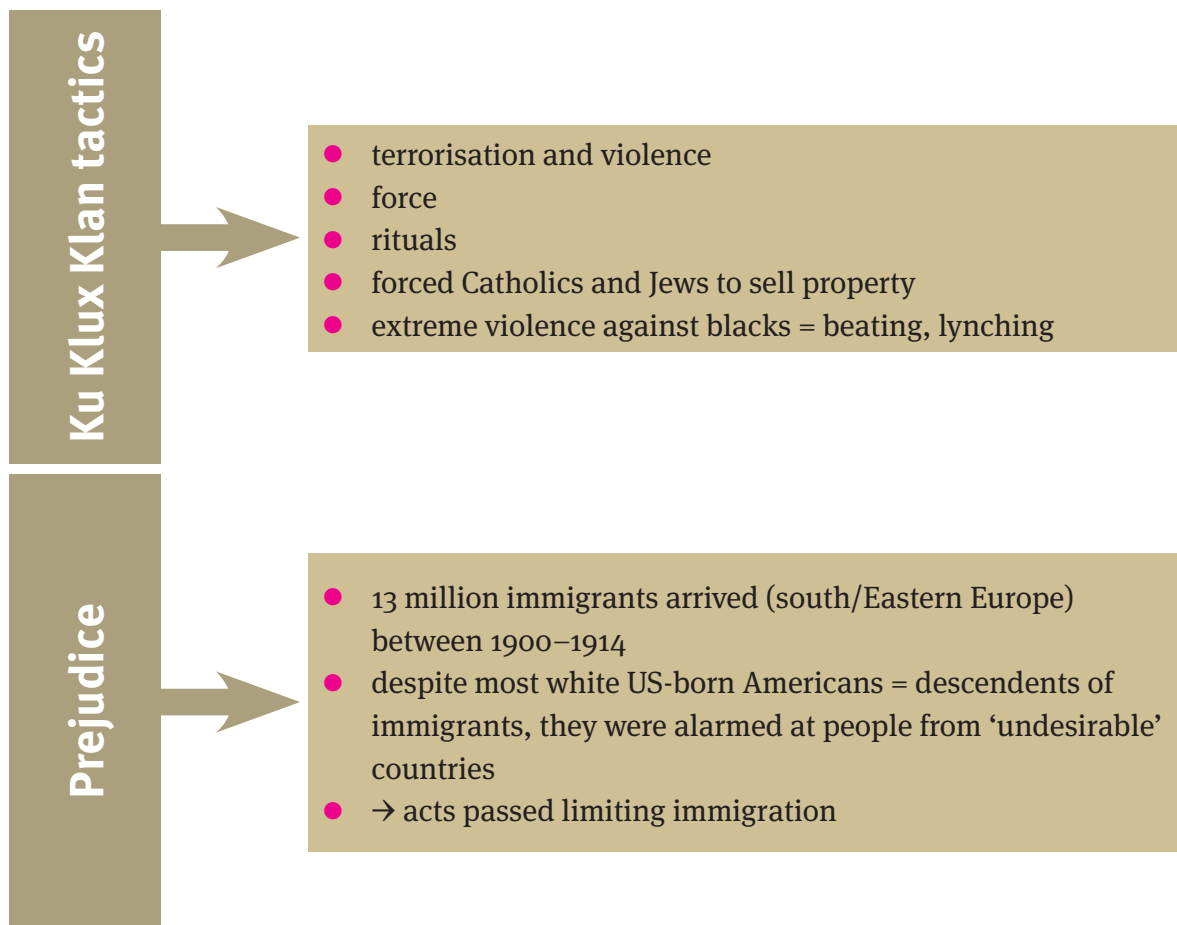 Ku Klux Klan tactics
● terrorisation and violence
● force
● rituals
● forced Catholics and Jews to sell property
● extreme violence against blacks = beating, lynching
Prejudice
● 13 million immigrants arrived (south/Eastern Europe)
between 1900–1914
● despite most white US-born Americans = descendents of
immigrants, they were alarmed at people from ‘undesirable’
countries
● → acts passed limiting immigration